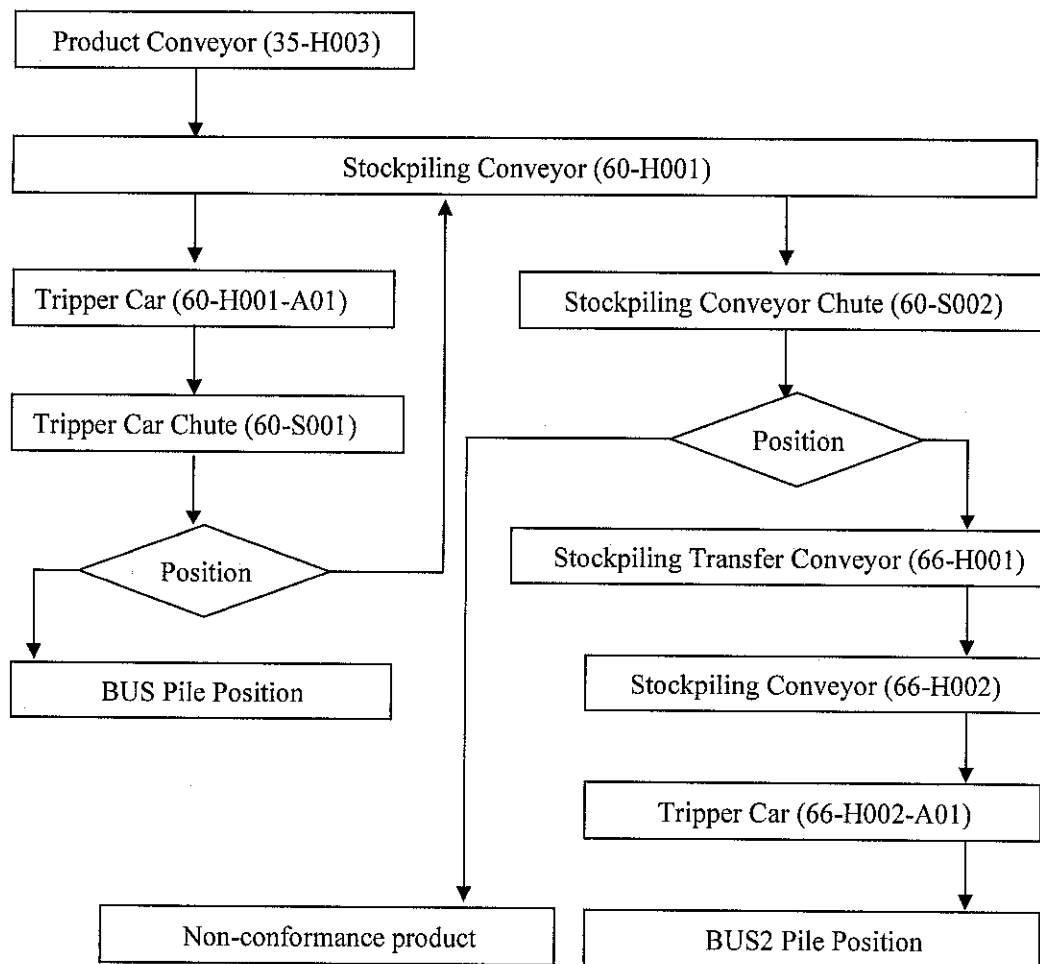 Product Conveyor (35-H003)
Stockpiling Conveyor (60-H001)
Tripper Car (60-H001-A01)
Stockpiling Conveyor Chute (60-S002)
Tripper Car Chute (60-S001)
Position
Stockpiling Transfer Conveyor (66-H001)
Position
Stockpiling Conveyor (66-H002)
BUS Pile Position
Tripper Car (66-H002-A01)
Non-conformance product
BUS2 Pile Position